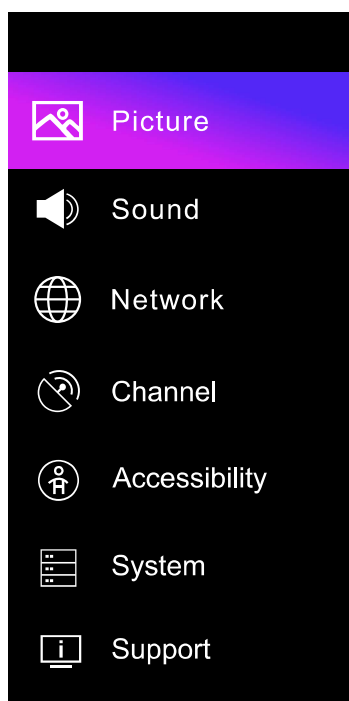 Picture
Sound
Network
Channel
Accessibility
System
Support